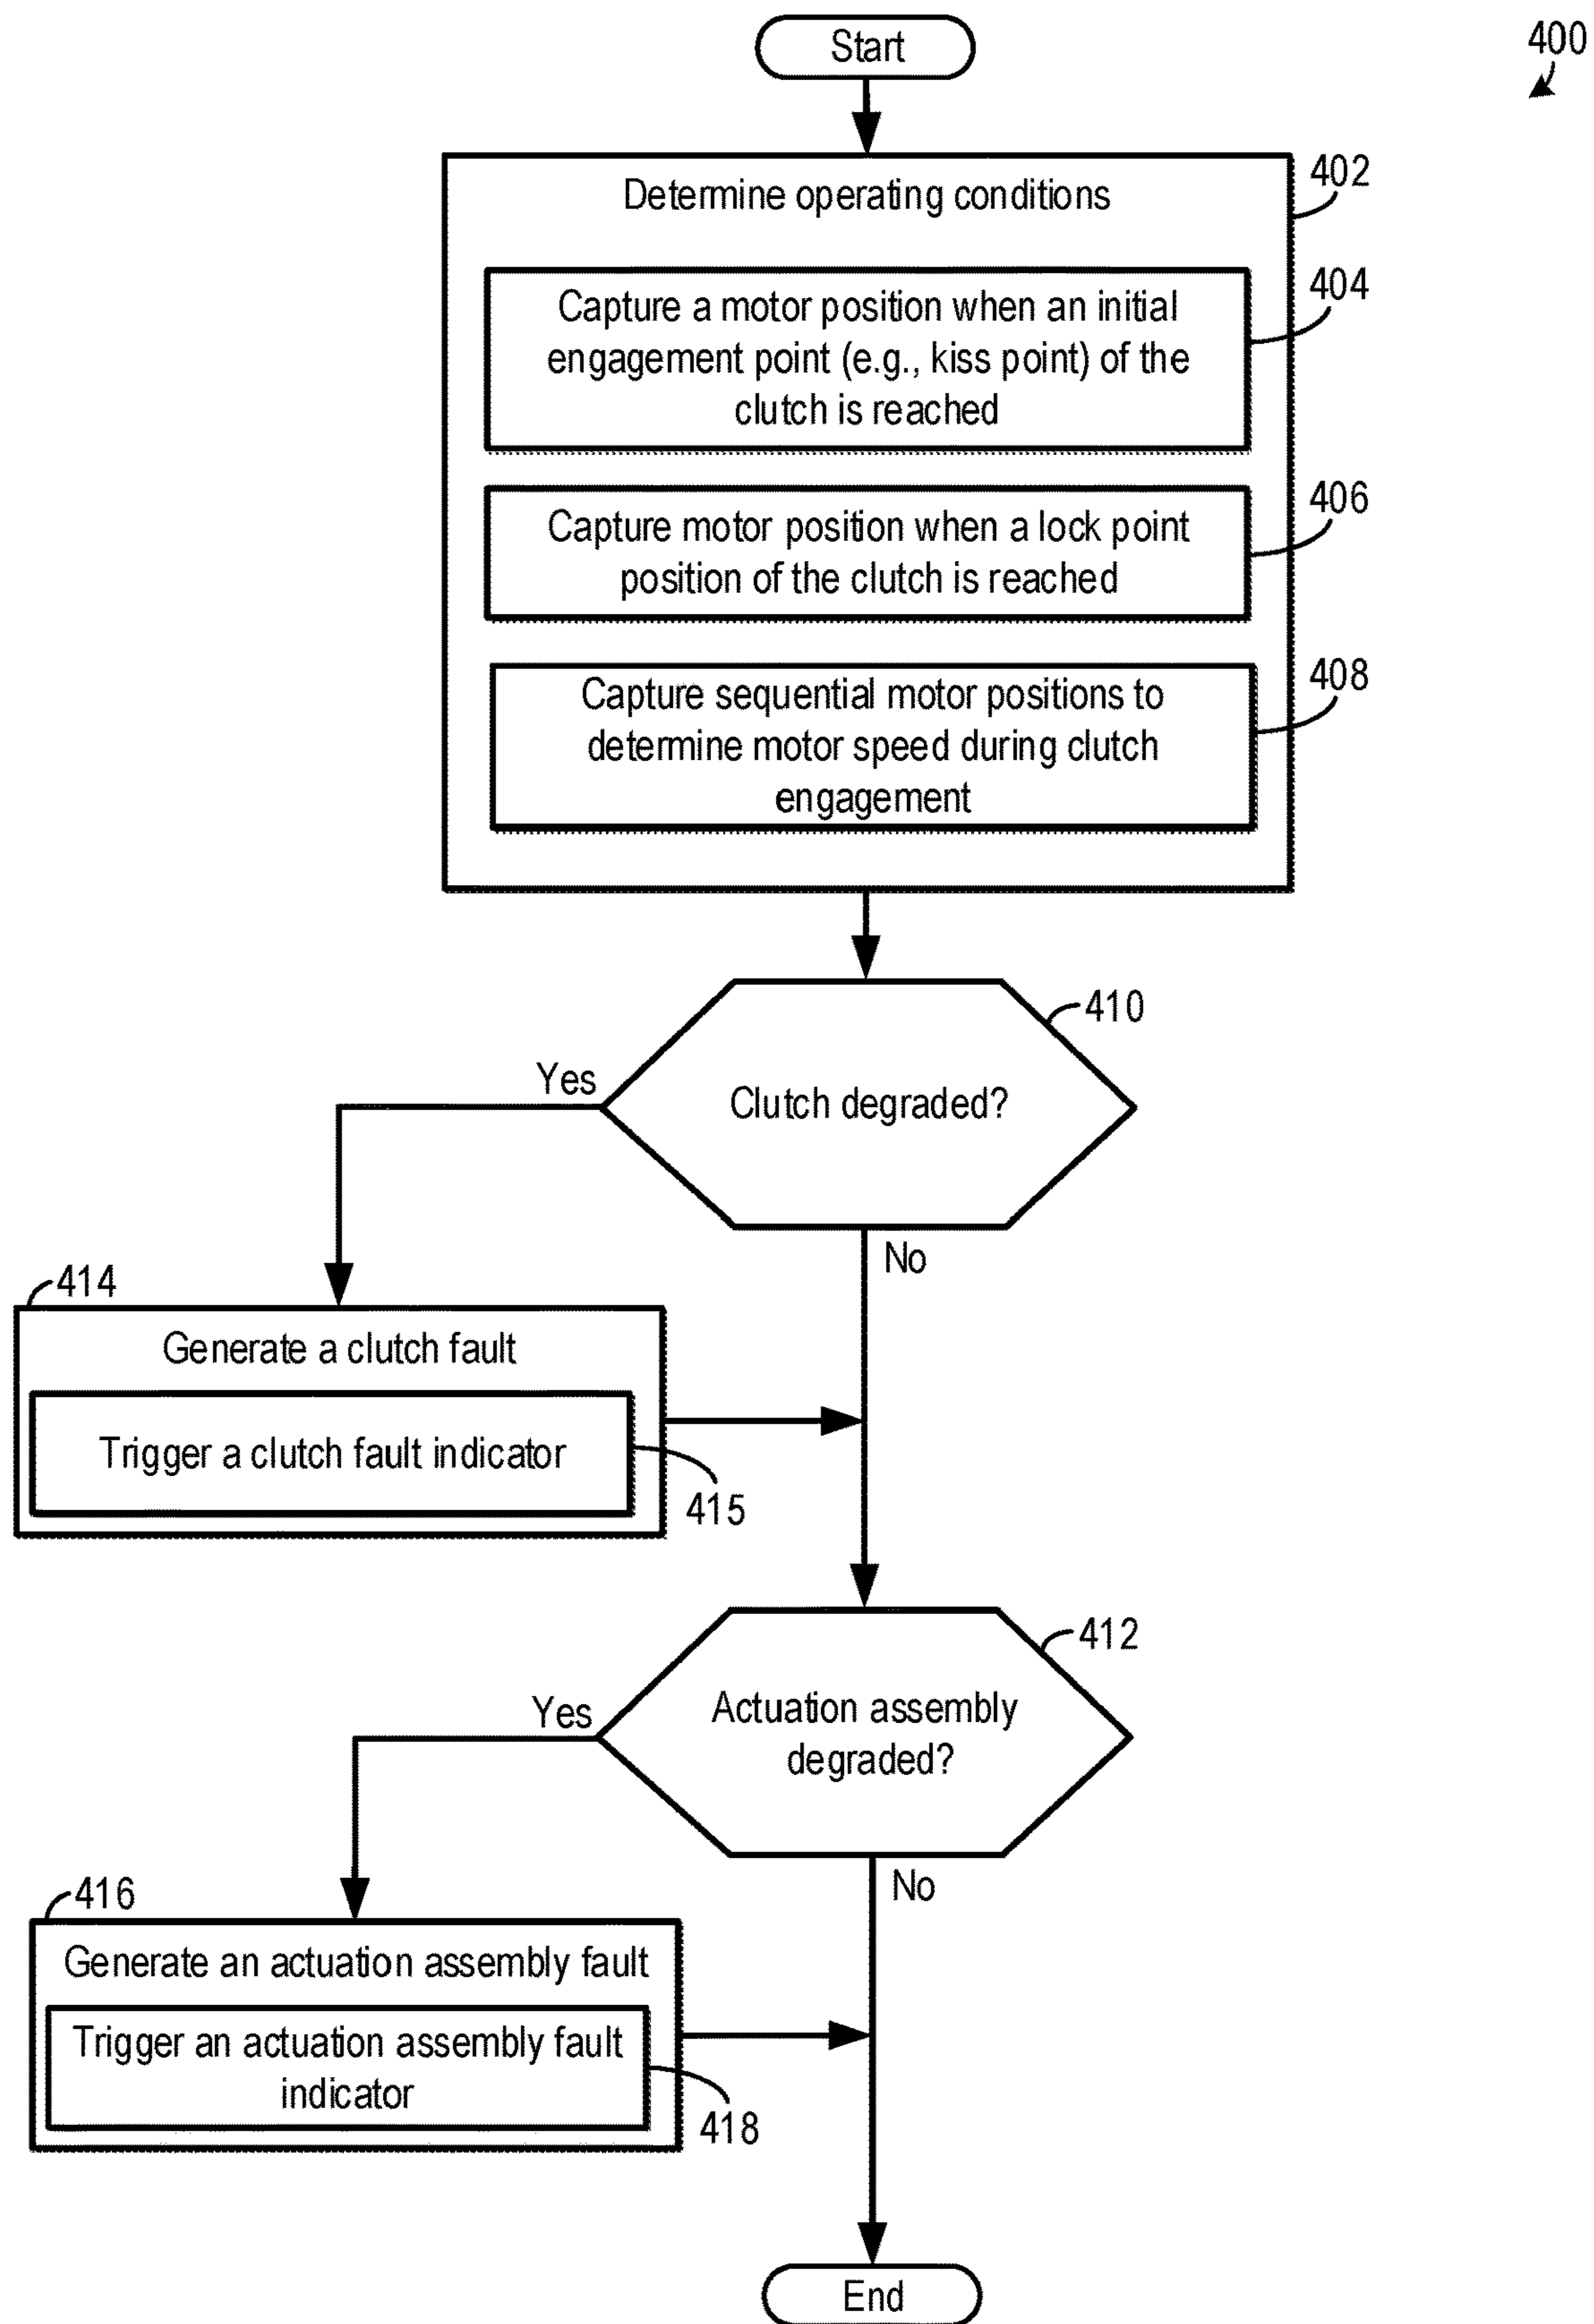 Start
400
Determine operating conditions
402
Capture a motor position when an initial
engagement point (e.g., kiss point) of the
clutch is reached
404
Capture motor position when a lock point
position of the clutch is reached
406
Capture sequential motor positions to
determine motor speed during clutch
engagement
408
410
Yes
Clutch degraded?
No
414
Generate a clutch fault
Trigger a clutch fault indicator
415
412
Yes
Actuation assembly
degraded?
No
416
Generate an actuation assembly fault
Trigger an actuation assembly fault
indicator
418
End